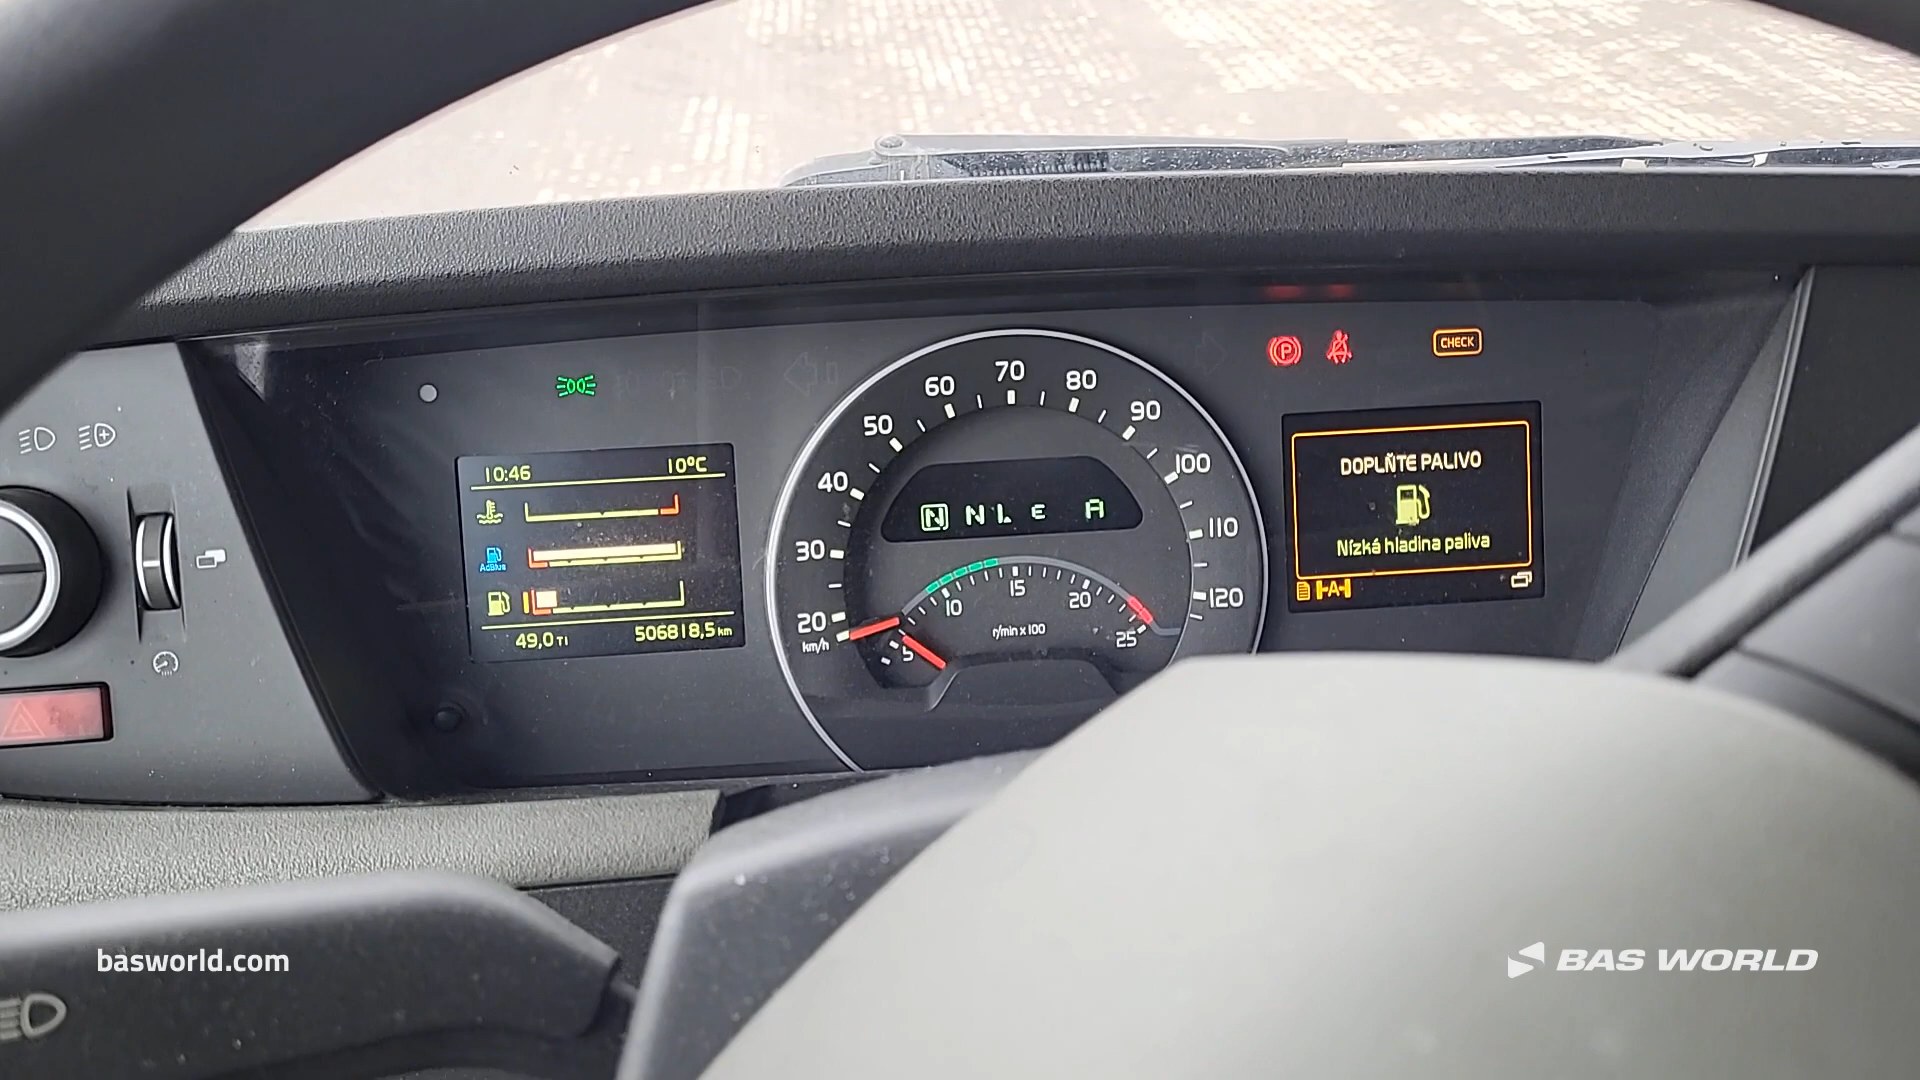 10:46 10°C
AdBlue
49,0 TI 506818,5 km
20 30 40 50 60 70 80 90 100 110 120
km/h
N N L E A
5 10 15 20 25
r/min x 100
P
CHECK
DOPLŇTE PALIVO
Nízká hladina paliva
A
basworld.com
BAS WORLD